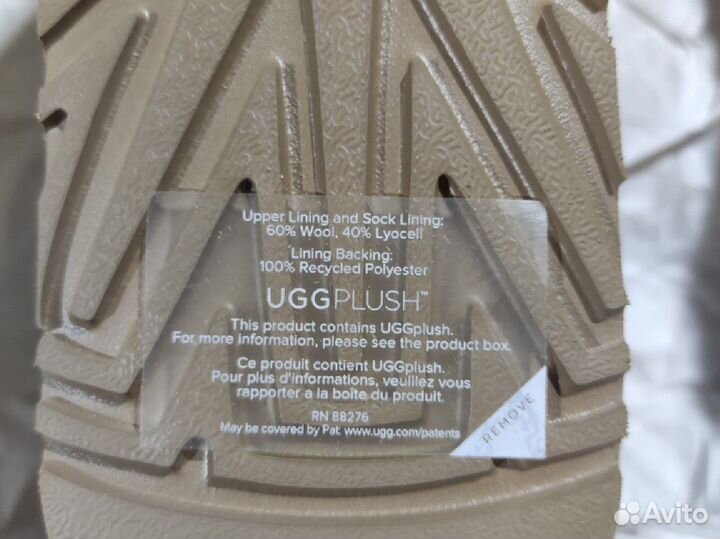 Upper Lining and Sock Lining:
60% Wool, 40% Lyocell
Lining Backing:
100% Recycled Polyester
UGGPLUSH™
This product contains UGGplush.
For more information, please see the product box.
Ce produit contient UGGplush.
Pour plus d'informations, veuillez vous
rapporter a la boîte du produit.
RN 88276
May be covered by Pat: www.ugg.com/patents
REMOVE
Avito